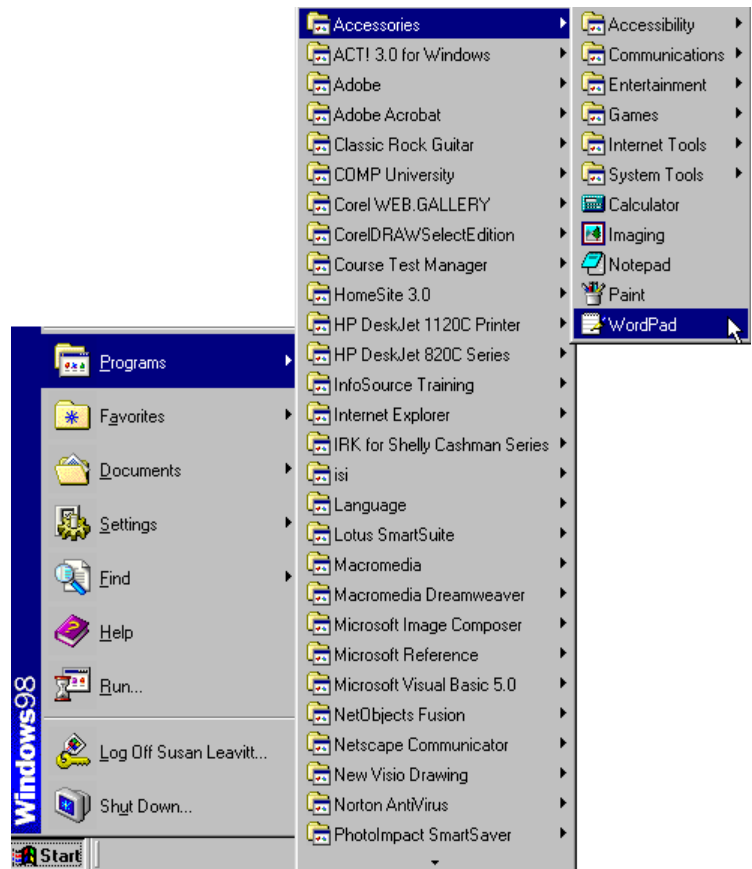 Accessories
ACT! 3.0 for Windows
Adobe
Adobe Acrobat
Classic Rock Guitar
COMP University
Corel WEB.GALLERY
CorelDRAWSelectEdition
Course Test Manager
HomeSite 3.0
HP DeskJet 1120C Printer
HP DeskJet 820C Series
InfoSource Training
Internet Explorer
IRK for Shelly Cashman Series
isi
Language
Lotus SmartSuite
Macromedia
Macromedia Dreamweaver
Microsoft Image Composer
Microsoft Reference
Microsoft Visual Basic 5.0
NetObjects Fusion
Netscape Communicator
New Visio Drawing
Norton AntiVirus
PhotoImpact SmartSaver
Accessibility
Communications
Entertainment
Games
Internet Tools
System Tools
Calculator
Imaging
Notepad
Paint
WordPad
Programs
Favorites
Documents
Settings
Find
Help
Run...
Log Off Susan Leavitt...
Shut Down...
Windows98
Start